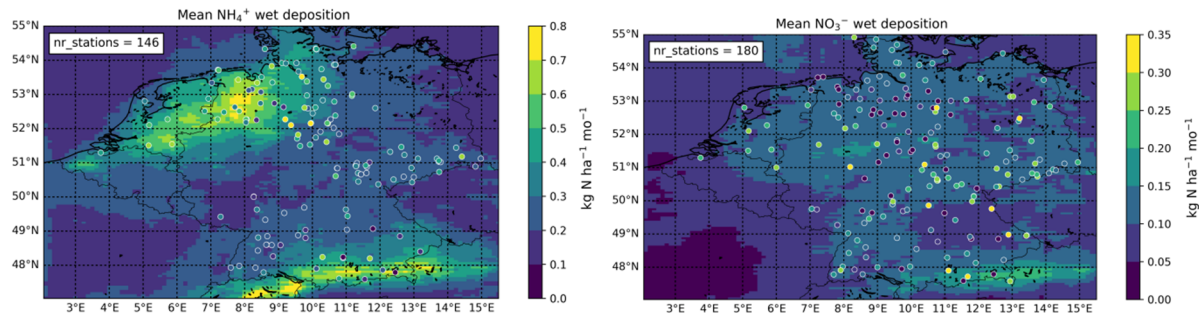 Mean NH₄⁺ wet deposition
nr_stations = 146
55°N
54°N
53°N
52°N
51°N
50°N
49°N
48°N
3°E 4°E 5°E 6°E 7°E 8°E 9°E 10°E 11°E 12°E 13°E 14°E 15°E
0.8
0.7
0.6
0.5
0.4
0.3
0.2
0.1
0.0
kg N ha⁻¹ mo⁻¹
Mean NO₃⁻ wet deposition
nr_stations = 180
55°N
54°N
53°N
52°N
51°N
50°N
49°N
48°N
3°E 4°E 5°E 6°E 7°E 8°E 9°E 10°E 11°E 12°E 13°E 14°E 15°E
0.35
0.30
0.25
0.20
0.15
0.10
0.05
0.00
kg N ha⁻¹ mo⁻¹